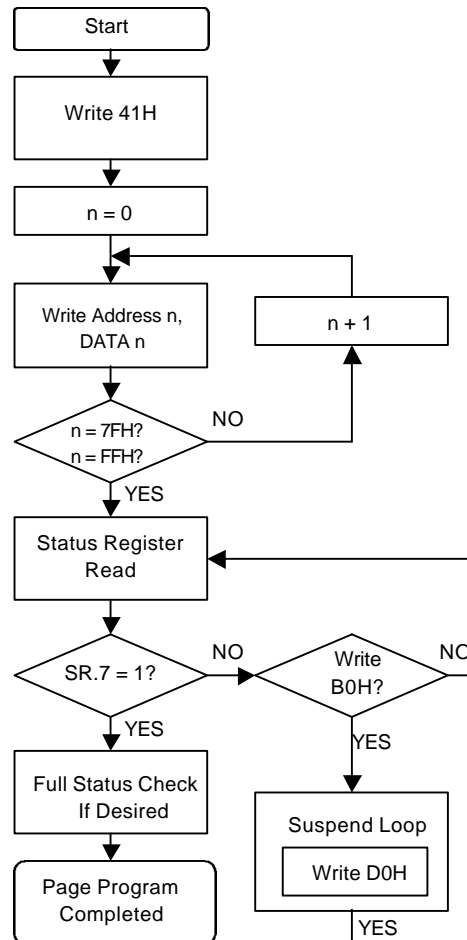 Start
Write 41H
n = 0
Write Address n,
DATA n
n + 1
n = 7FH?
n = FFH?
NO
YES
Status Register
Read
SR.7 = 1?
NO
Write
B0H?
NO
YES
YES
Full Status Check
If Desired
Suspend Loop
Write D0H
Page Program
Completed
YES